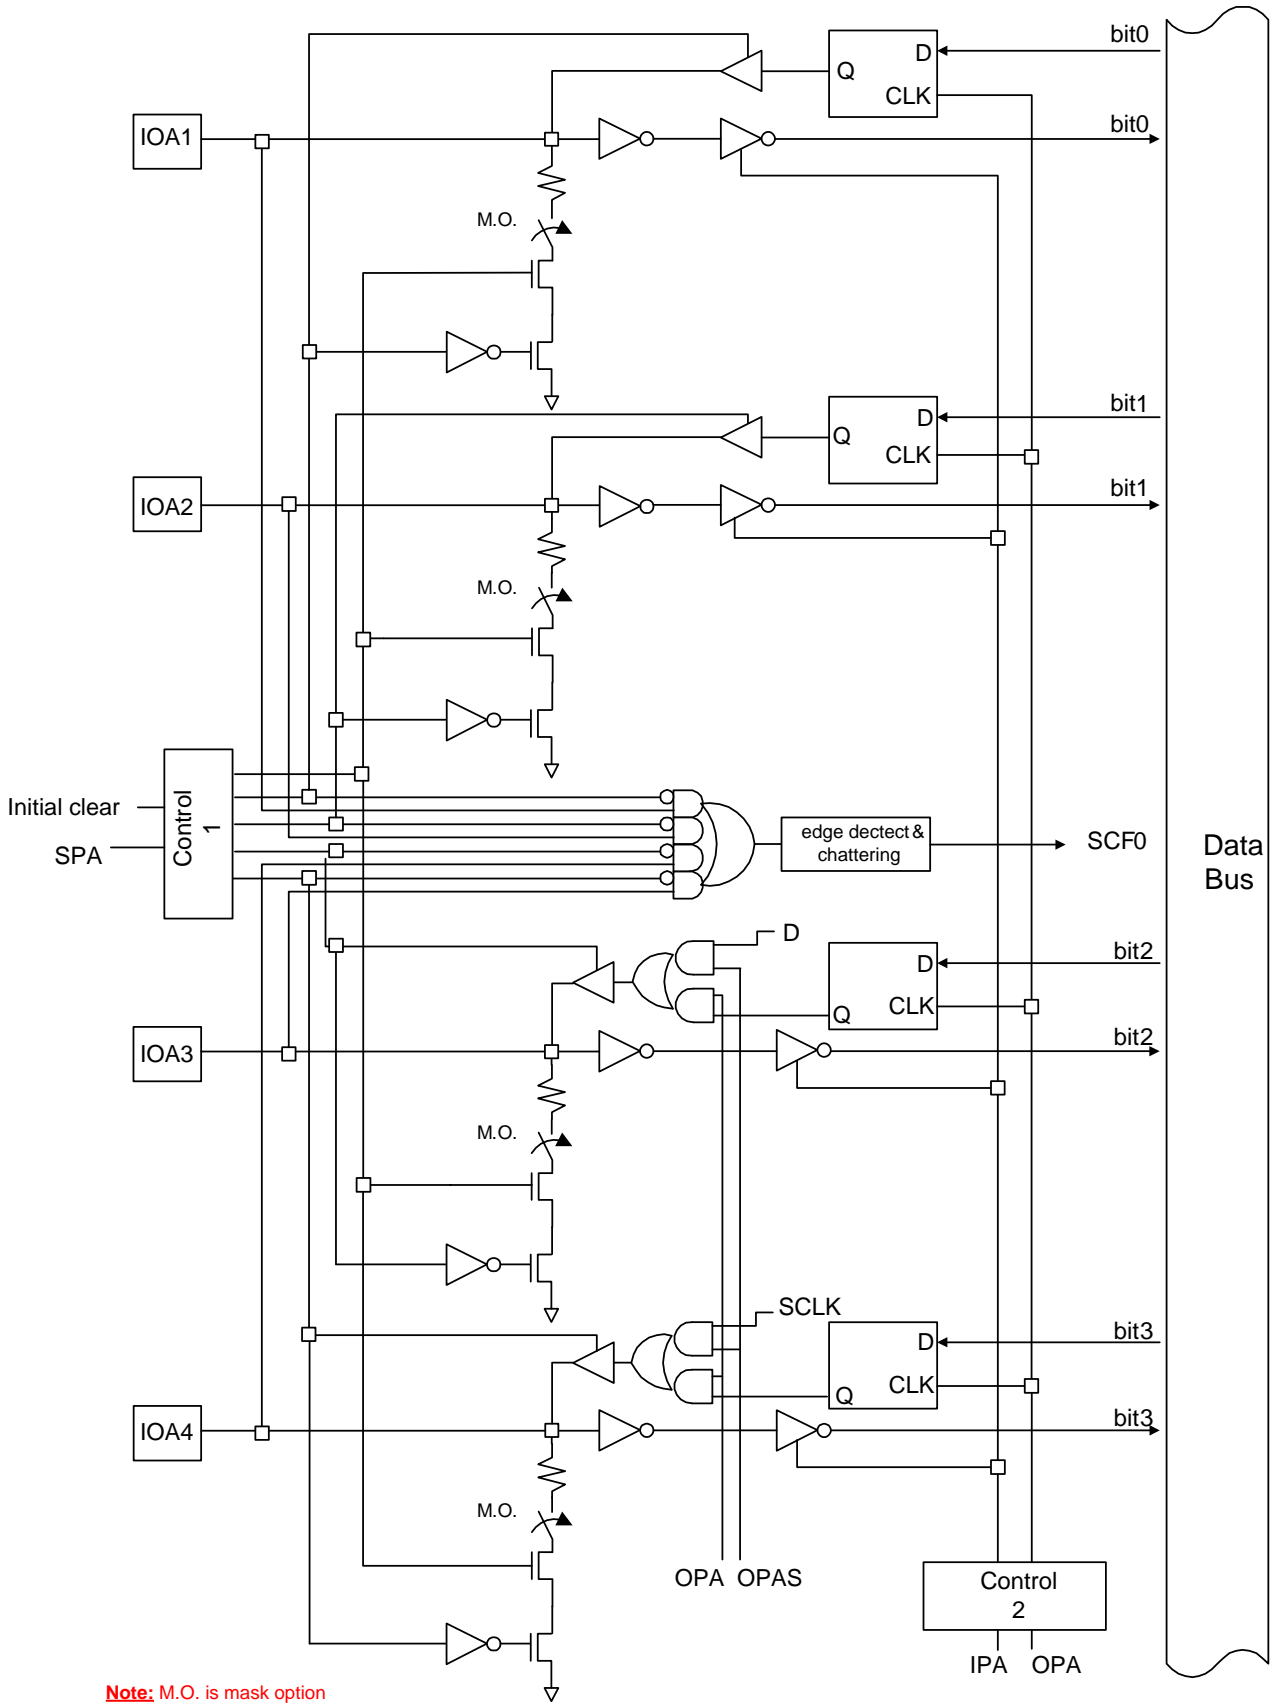 bit0
D
Q
CLK
IOA1
bit0
M.O.
bit1
D
Q
CLK
IOA2
bit1
M.O.
Initial clear
SPA
Control
1
edge dectect &
chattering
SCF0
Data
Bus
D
bit2
D
CLK
Q
IOA3
bit2
M.O.
SCLK
bit3
D
CLK
Q
IOA4
bit3
M.O.
OPA OPAS
Control
2
IPA OPA
Note: M.O. is mask option